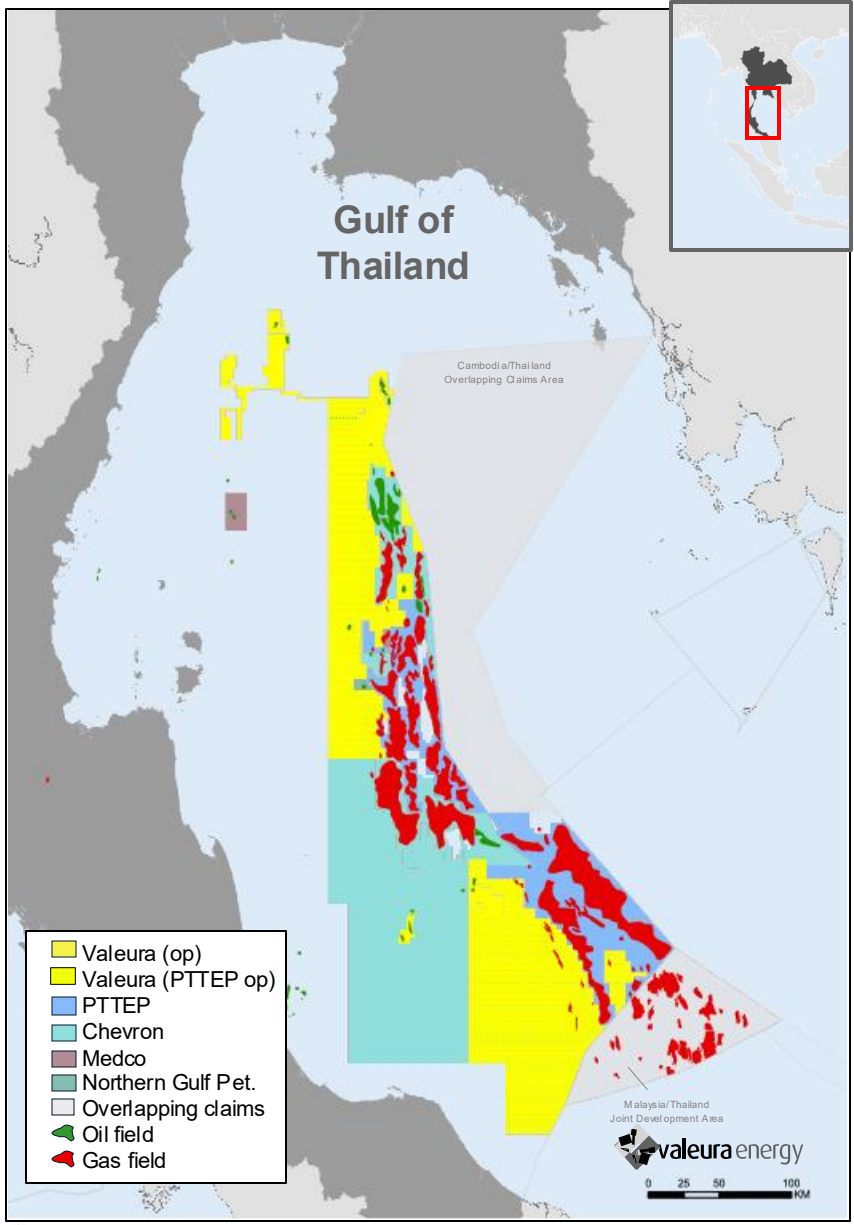 Gulf of
Thailand
Cambodia/Thailand
Overlapping Claims Area
Valeura (op)
Valeura (PTTEP op)
PTTEP
Chevron
Medco
Northern Gulf Pet.
Overlapping claims
Oil field
Gas field
Malaysia/Thailand
Joint Development Area
valeura energy
0 25 50 100
KM